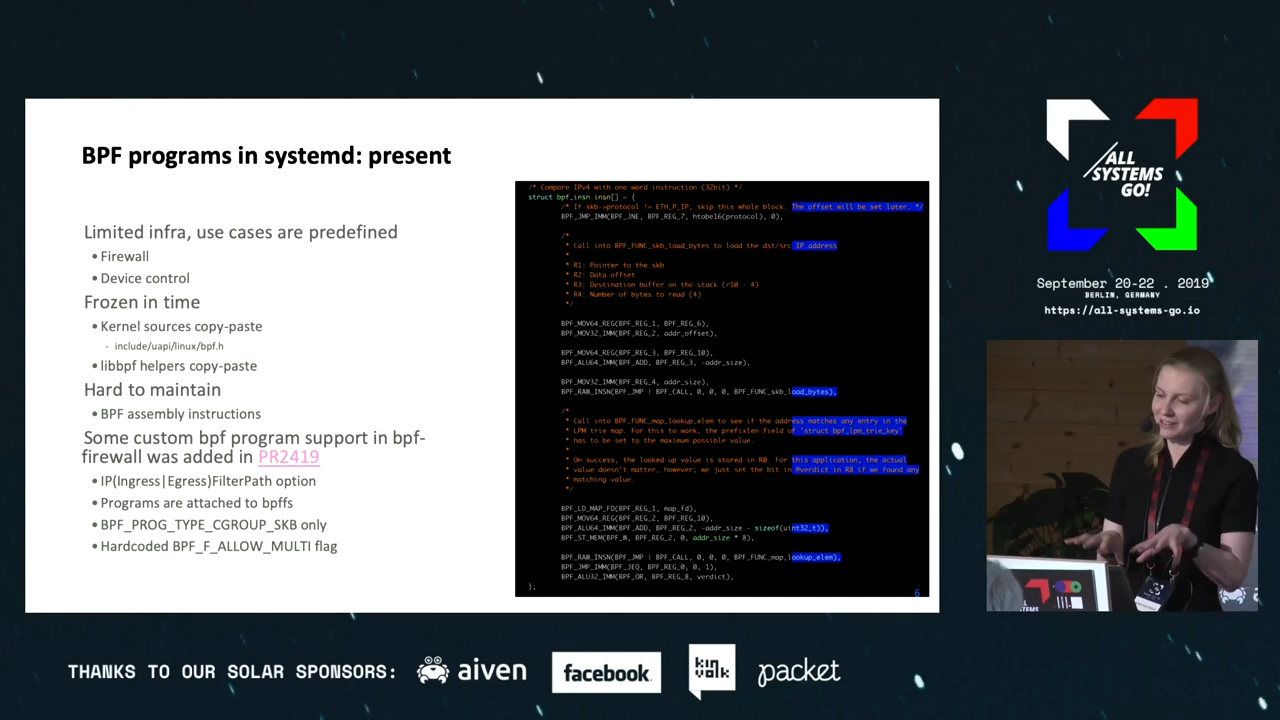 BPF programs in systemd: present
Limited infra, use cases are predefined
• Firewall
• Device control
Frozen in time
• Kernel sources copy-paste
- include/uapi/linux/bpf.h
• libbpf helpers copy-paste
Hard to maintain
• BPF assembly instructions
Some custom bpf program support in bpf-
firewall was added in PR2419
• IP(Ingress|Egress)FilterPath option
• Programs are attached to bpffs
• BPF_PROG_TYPE_CGROUP_SKB only
• Hardcoded BPF_F_ALLOW_MULTI flag
/* Compare IPv4 with one word instruction (32bit) */
struct bpf_insn insn[] = {
/* If skb->protocol != ETH_P_IP, skip this whole block. The offset will be set later. */
BPF_JMP_IMM(BPF_JNE, BPF_REG_7, htobe16(protocol), 0),
/*
* Call into BPF_FUNC_skb_load_bytes to load the dst/src IP address
*
* R1: Pointer to the skb
* R2: Data offset
* R3: Destination buffer on the stack (r10 - 4)
* R4: Number of bytes to read (4)
*/
BPF_MOV64_REG(BPF_REG_1, BPF_REG_6),
BPF_MOV32_IMM(BPF_REG_2, addr_offset),
BPF_MOV64_REG(BPF_REG_3, BPF_REG_10),
BPF_ALU64_IMM(BPF_ADD, BPF_REG_3, -addr_size),
BPF_MOV32_IMM(BPF_REG_4, addr_size),
BPF_RAW_INSN(BPF_JMP | BPF_CALL, 0, 0, 0, BPF_FUNC_skb_load_bytes),
/*
* Call into BPF_FUNC_map_lookup_elem to see if the address matches any entry in the
* LPM trie map. For this to work, the prefixlen field of 'struct bpf_lpm_trie_key'
* has to be set to the maximum possible value.
*
* On success, the looked up value is stored in R0. For this application, the actual
* value doesn't matter, however; we just set the bit in @verdict in R8 if we found any
* matching value.
*/
BPF_LD_MAP_FD(BPF_REG_1, map_fd),
BPF_MOV64_REG(BPF_REG_2, BPF_REG_10),
BPF_ALU64_IMM(BPF_ADD, BPF_REG_2, -addr_size - sizeof(uint32_t)),
BPF_ST_MEM(BPF_W, BPF_REG_2, 0, addr_size * 8),
BPF_RAW_INSN(BPF_JMP | BPF_CALL, 0, 0, 0, BPF_FUNC_map_lookup_elem),
BPF_JMP_IMM(BPF_JEQ, BPF_REG_0, 0, 1),
BPF_ALU32_IMM(BPF_OR, BPF_REG_8, verdict),
};
6
/ALL
SYSTEMS
GO!
September 20-22 . 2019
BERLIN, GERMANY
https://all-systems-go.io
THANKS TO OUR SOLAR SPONSORS:
aiven
facebook.
kinvolk
packet